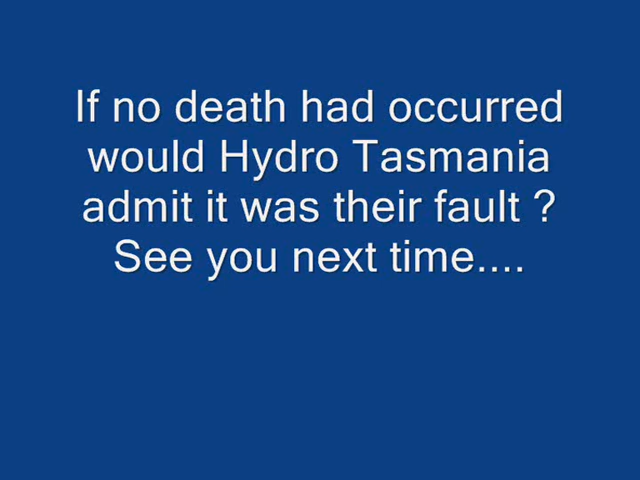 If no death had occurred
would Hydro Tasmania
admit it was their fault ?
See you next time....